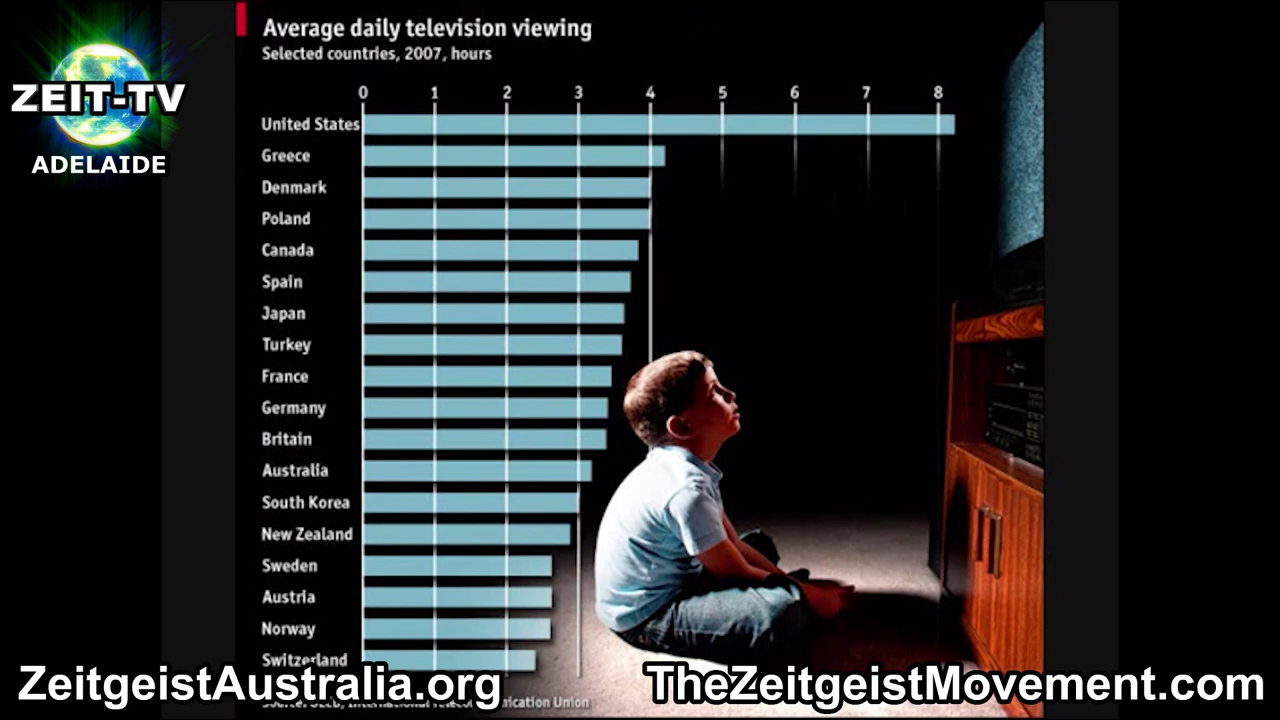 Average daily television viewing
Selected countries, 2007, hours
ZEIT-TV
ADELAIDE
0 1 2 3 4 5 6 7 8
United States
Greece
Denmark
Poland
Canada
Spain
Japan
Turkey
France
Germany
Britain
Australia
South Korea
New Zealand
Sweden
Austria
Norway
Switzerland
ZeitgeistAustralia.org
TheZeitgeistMovement.com
International Union